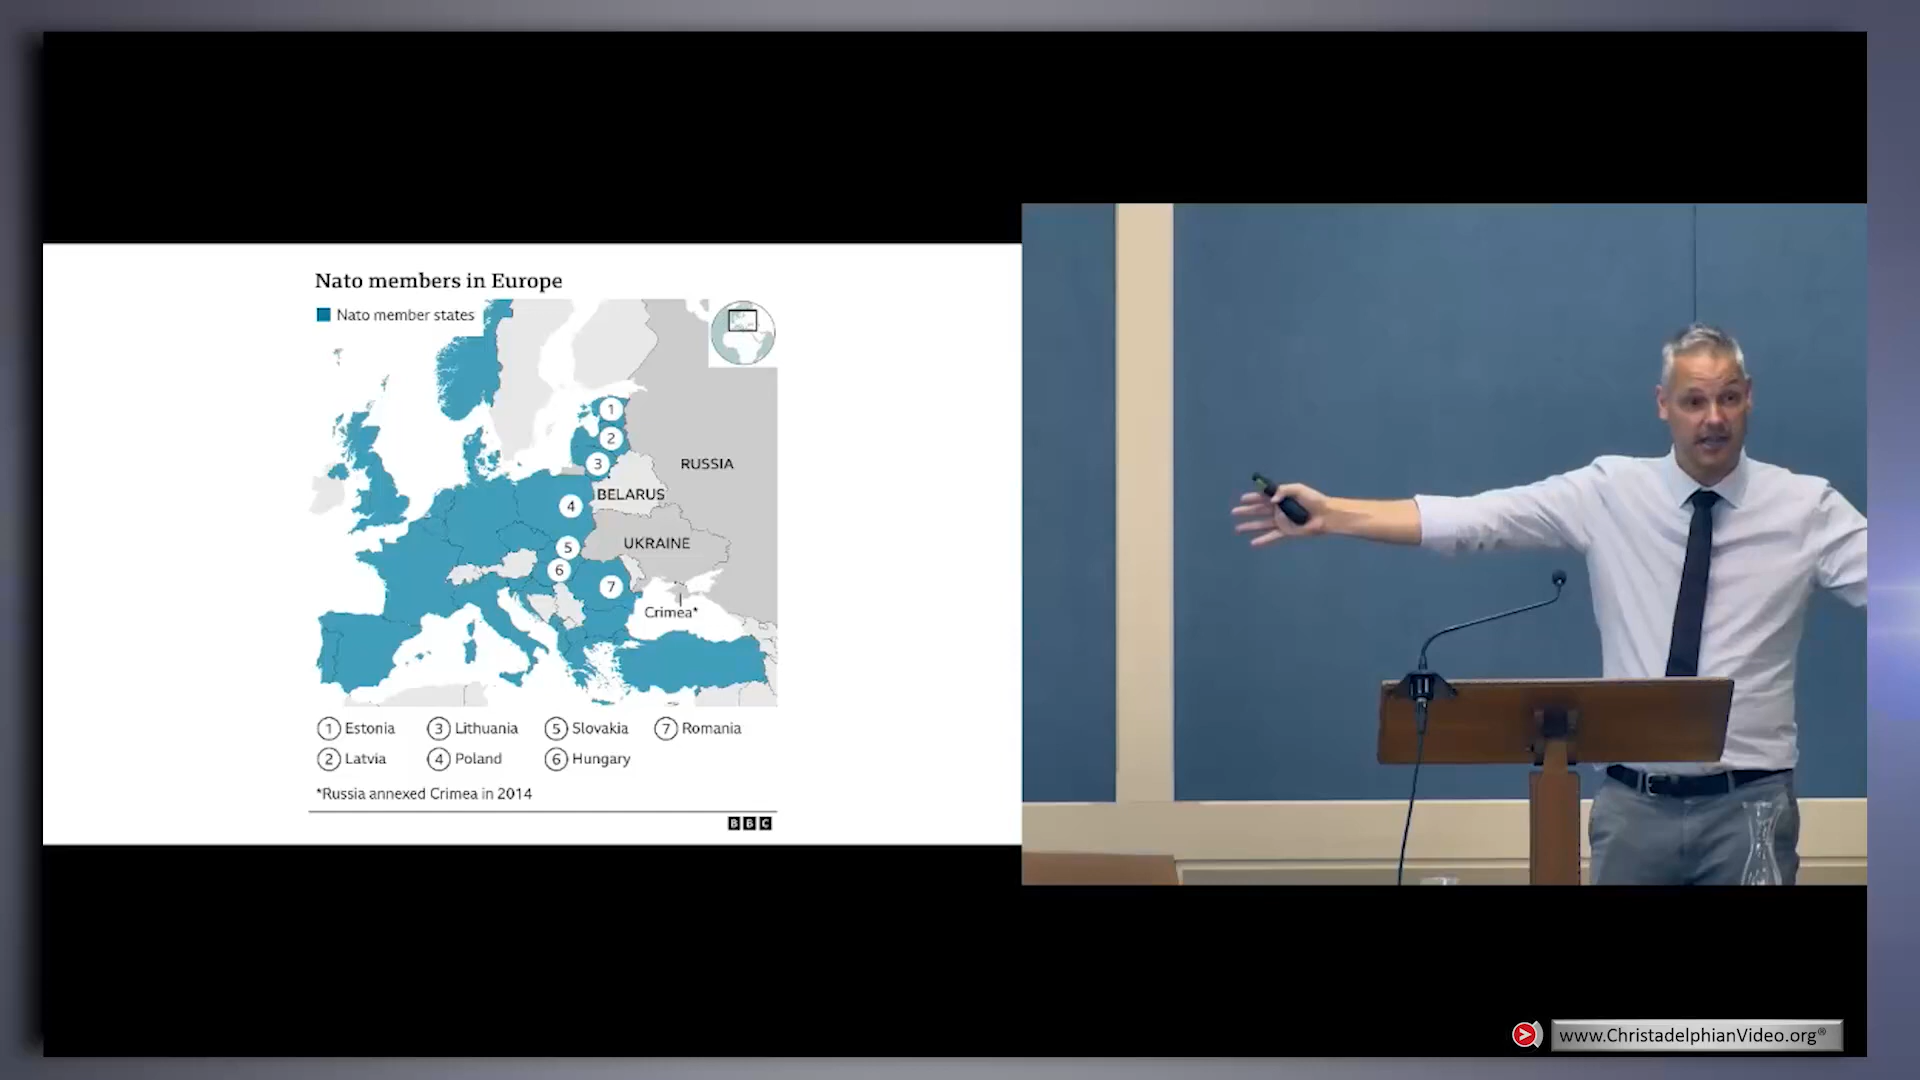 Nato members in Europe
Nato member states
1
2
3
RUSSIA
BELARUS
4
UKRAINE
5
6
7
Crimea*
1 Estonia 3 Lithuania 5 Slovakia 7 Romania
2 Latvia 4 Poland 6 Hungary
*Russia annexed Crimea in 2014
BBC
www.ChristadelphianVideo.org®